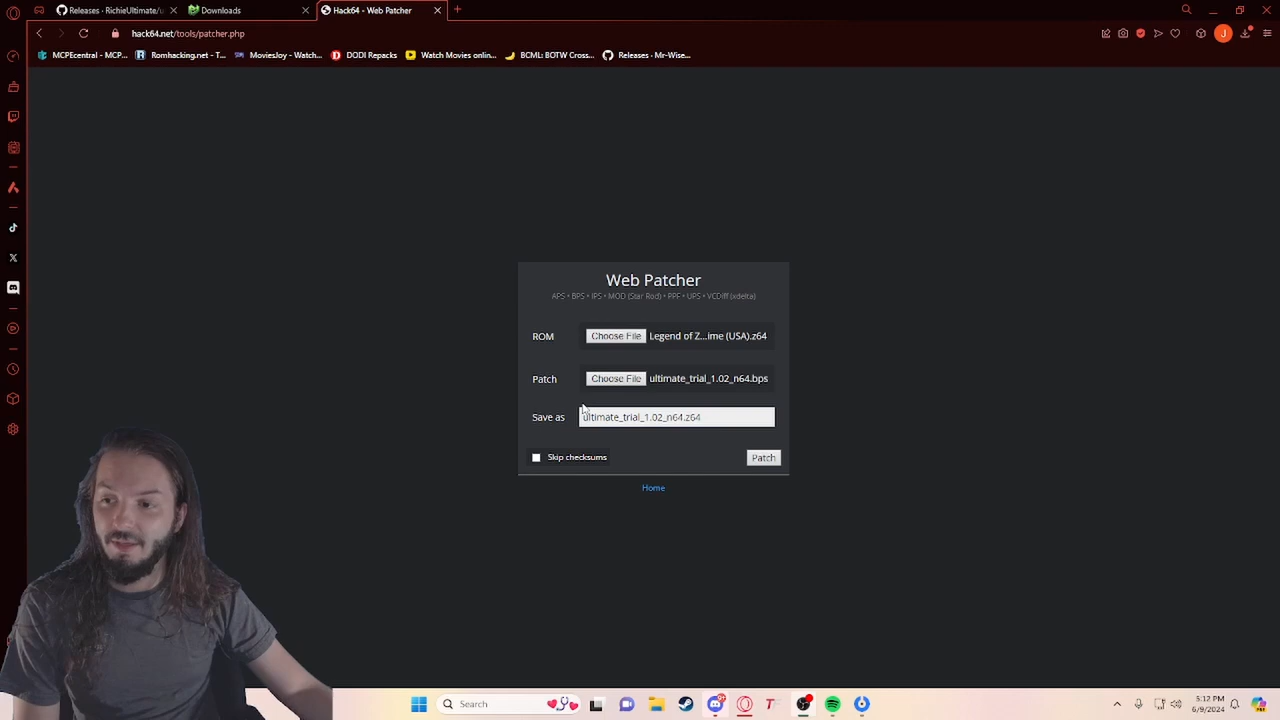 Releases · RichieUltimate/u
Downloads
Hack64 - Web Patcher
hack64.net/tools/patcher.php
J
MCPEcentral - MCP...
Romhacking.net - T...
MoviesJoy - Watch...
DODI Repacks
Watch Movies onlin...
BCML: BOTW Cross...
Releases · Mr-Wise...
Web Patcher
APS • BPS • IPS • MOD (Star Rod) • PPF • UPS • VCDiff (xdelta)
ROM Choose File Legend of Z...ime (USA).z64
Patch Choose File ultimate_trial_1.02_n64.bps
Save as ultimate_trial_1.02_n64.z64
Skip checksums Patch
Home
Search
5:12 PM
6/9/2024